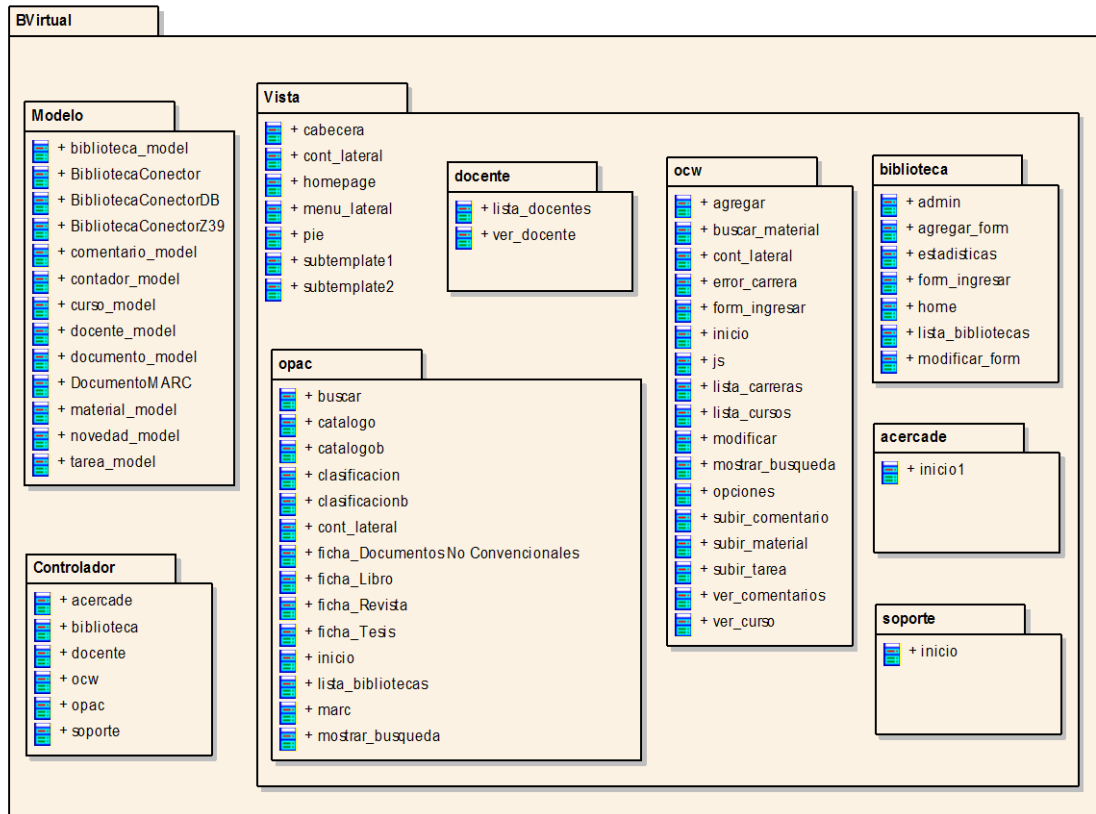 BVirtual
Modelo
+ biblioteca_model
+ BibliotecaConector
+ BibliotecaConectorDB
+ BibliotecaConectorZ39
+ comentario_model
+ contador_model
+ curso_model
+ docente_model
+ documento_model
+ DocumentoMARC
+ material_model
+ novedad_model
+ tarea_model
Controlador
+ acercade
+ biblioteca
+ docente
+ ocw
+ opac
+ soporte
Vista
+ cabecera
+ cont_lateral
+ homepage
+ menu_lateral
+ pie
+ subtemplate1
+ subtemplate2
docente
+ lista_docentes
+ ver_docente
opac
+ buscar
+ catalogo
+ catalogob
+ clasificacion
+ clasificacionb
+ cont_lateral
+ ficha_Documentos No Convencionales
+ ficha_Libro
+ ficha_Revista
+ ficha_Tesis
+ inicio
+ lista_bibliotecas
+ marc
+ mostrar_busqueda
ocw
+ agregar
+ buscar_material
+ cont_lateral
+ error_carrera
+ form_ingresar
+ inicio
+ js
+ lista_carreras
+ lista_cursos
+ modificar
+ mostrar_busqueda
+ opciones
+ subir_comentario
+ subir_material
+ subir_tarea
+ ver_comentarios
+ ver_curso
biblioteca
+ admin
+ agregar_form
+ estadisticas
+ form_ingresar
+ home
+ lista_bibliotecas
+ modificar_form
acercade
+ inicio1
soporte
+ inicio